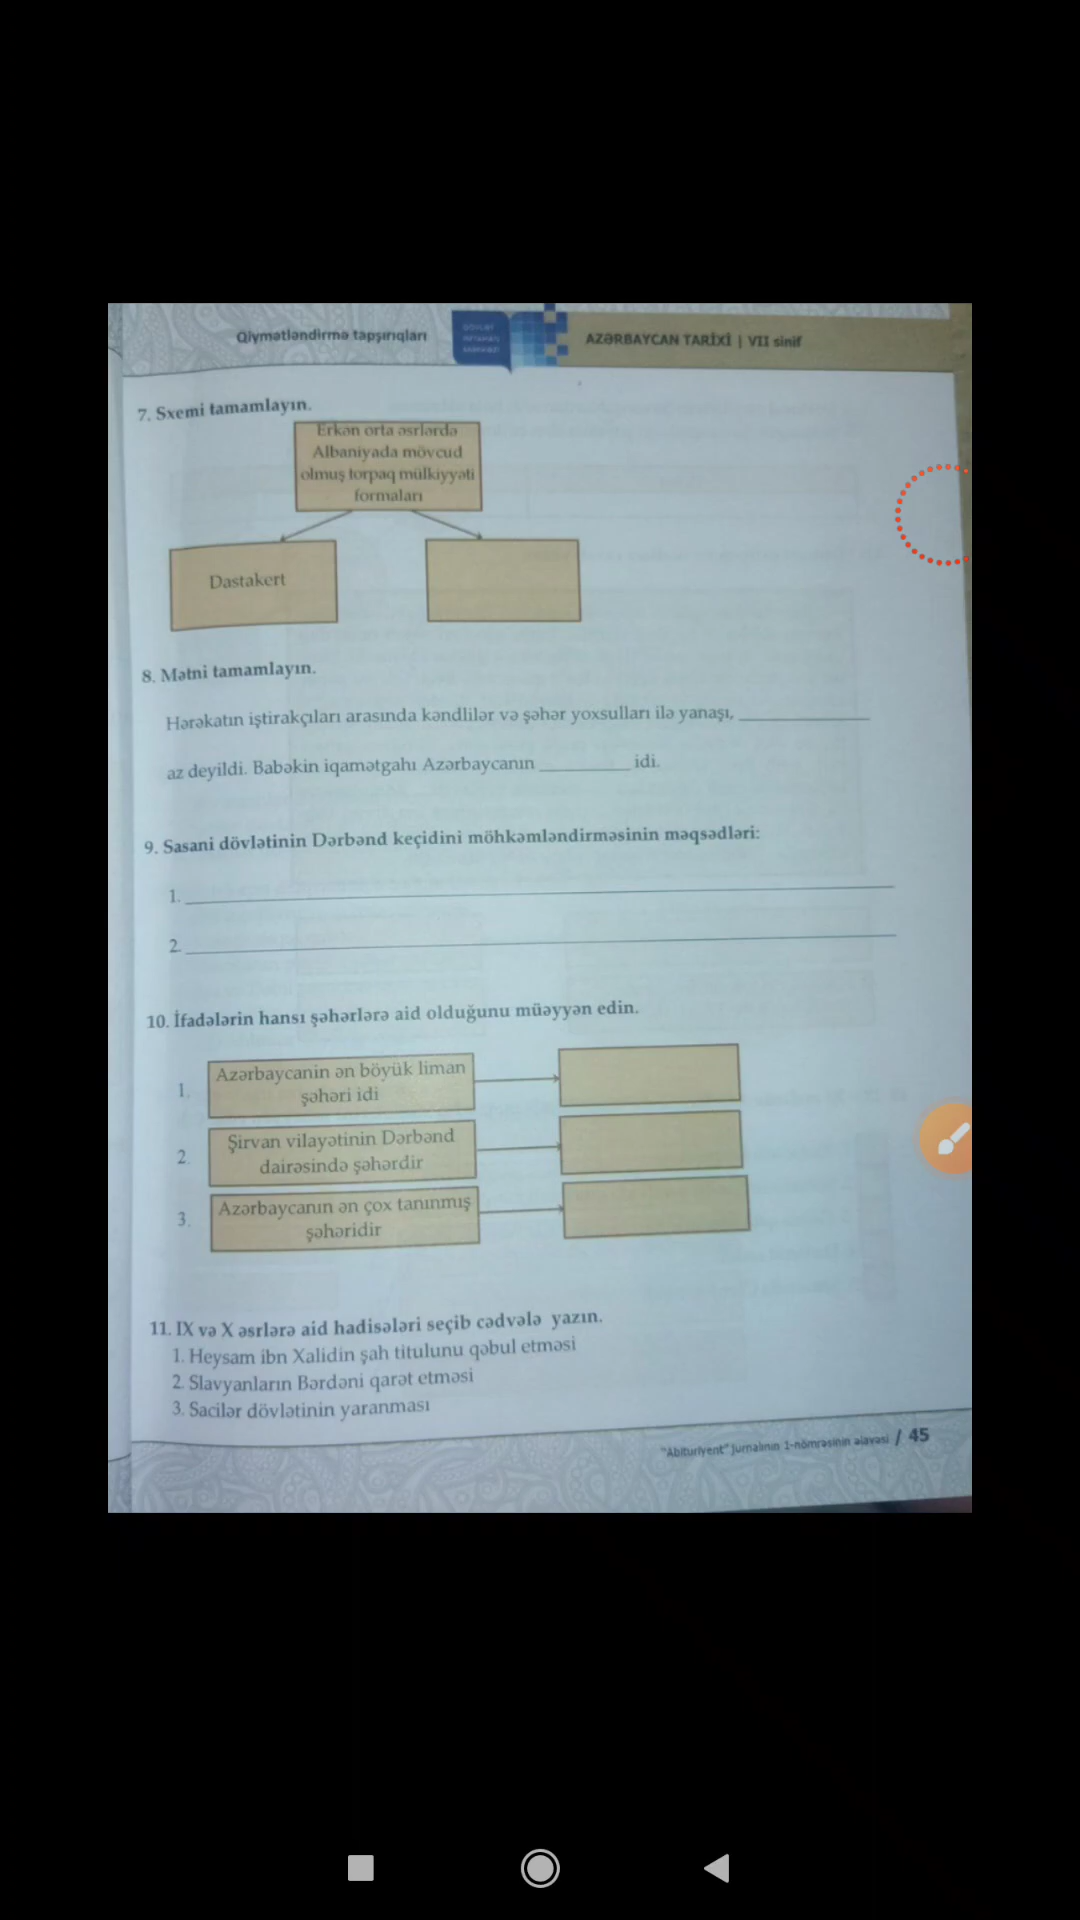 Qiymətləndirmə tapşırıqları
AZƏRBAYCAN TARİXİ | VII sinif
7. Sxemi tamamlayın.
Erkən orta əsrlərdə
Albaniyada mövcud
olmuş torpaq mülkiyyəti
formaları
Dastakert
8. Mətni tamamlayın.
Hərəkatın iştirakçıları arasında kəndlilər və şəhər yoxsulları ilə yanaşı, ____________
az deyildi. Babəkin iqamətgahı Azərbaycanın _________ idi.
9. Sasani dövlətinin Dərbənd keçidini möhkəmləndirməsinin məqsədləri:
1.
2.
10. İfadələrin hansı şəhərlərə aid olduğunu müəyyən edin.
1. Azərbaycanin ən böyük liman
şəhəri idi
2. Şirvan vilayətinin Dərbənd
dairəsində şəhərdir
3. Azərbaycanın ən çox tanınmış
şəhəridir
11. IX və X əsrlərə aid hadisələri seçib cədvələ yazın.
1. Heysam ibn Xalidin şah titulunu qəbul etməsi
2. Slavyanların Bərdəni qarət etməsi
3. Sacilər dövlətinin yaranması
"Abituriyent" jurnalının 1-nömrəsinin əlavəsi / 45